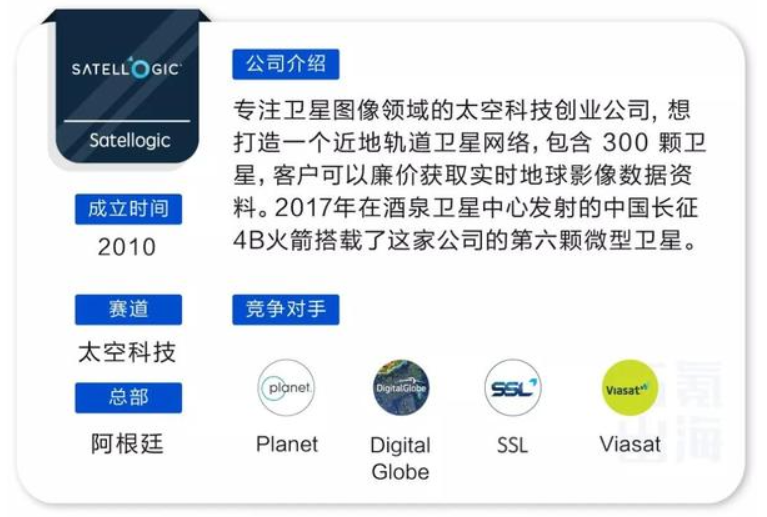 SATELLOGIC
Satellogic
成立时间
2010
赛道
太空科技
总部
阿根廷
公司介绍
专注卫星图像领域的太空科技创业公司, 想
打造一个近地轨道卫星网络, 包含 300 颗卫
星, 客户可以廉价获取实时地球影像数据资
料。2017年在酒泉卫星中心发射的中国长征
4B火箭搭载了这家公司的第六颗微型卫星。
竞争对手
planet.
DigitalGlobe
SSL
Viasat
Planet
Digital
Globe
SSL
Viasat
氪
出海